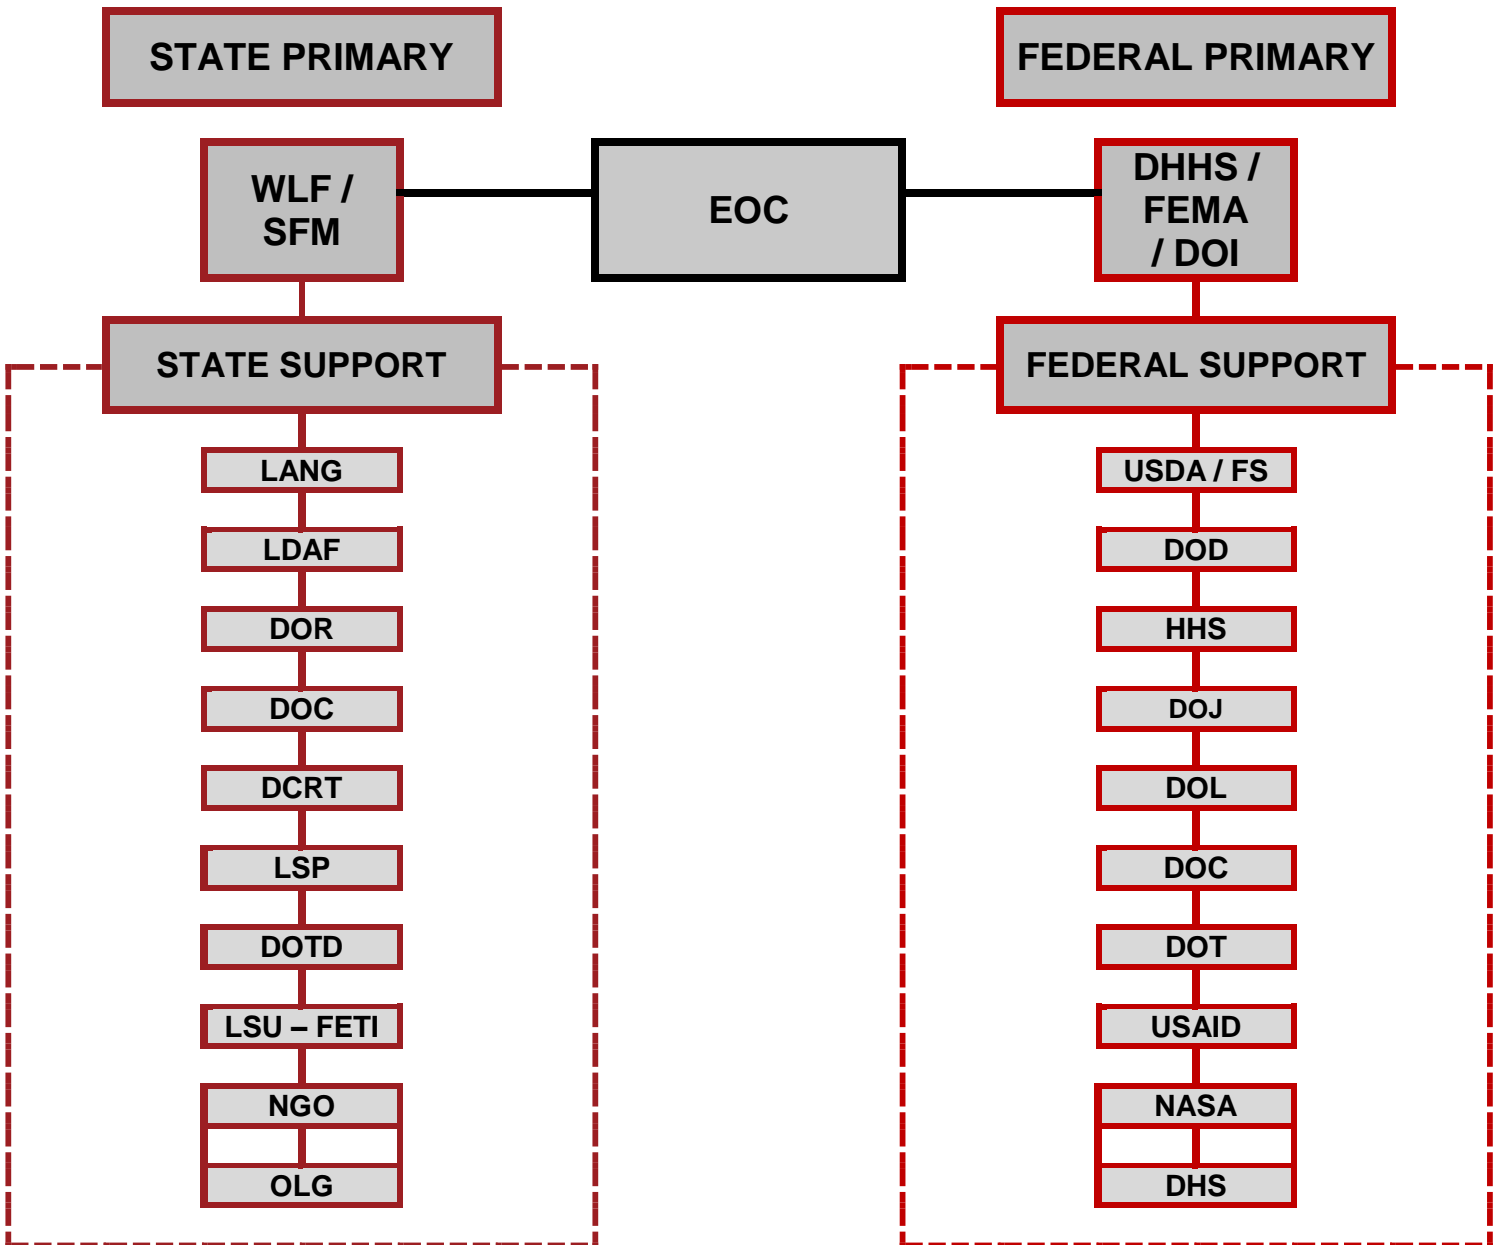 STATE PRIMARY
FEDERAL PRIMARY
WLF /
SFM
EOC
DHHS /
FEMA
/ DOI
STATE SUPPORT
FEDERAL SUPPORT
LANG
USDA / FS
LDAF
DOD
DOR
HHS
DOC
DOJ
DCRT
DOL
LSP
DOC
DOTD
DOT
LSU – FETI
USAID
NGO
NASA
OLG
DHS